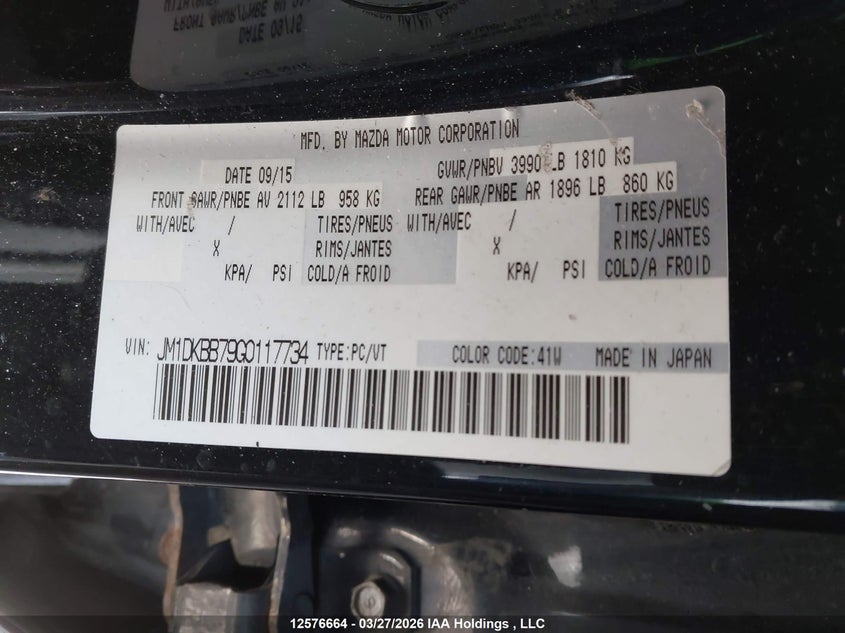 DATE 09/15
MFD. BY MAZDA MOTOR CORPORATION
DATE 09/15 GVWR/PNBV 3990 LB 1810 KG
FRONT GAWR/PNBE AV 2112 LB 958 KG REAR GAWR/PNBE AR 1896 LB 860 KG
WITH/AVEC / TIRES/PNEUS WITH/AVEC / TIRES/PNEUS
X RIMS/JANTES X RIMS/JANTES
KPA/ PSI COLD/A FROID KPA/ PSI COLD/A FROID
VIN: JM1DKBB79G0117734 TYPE:PC/VT COLOR CODE:41W MADE IN JAPAN
12576664 - 03/27/2026 IAA Holdings , LLC